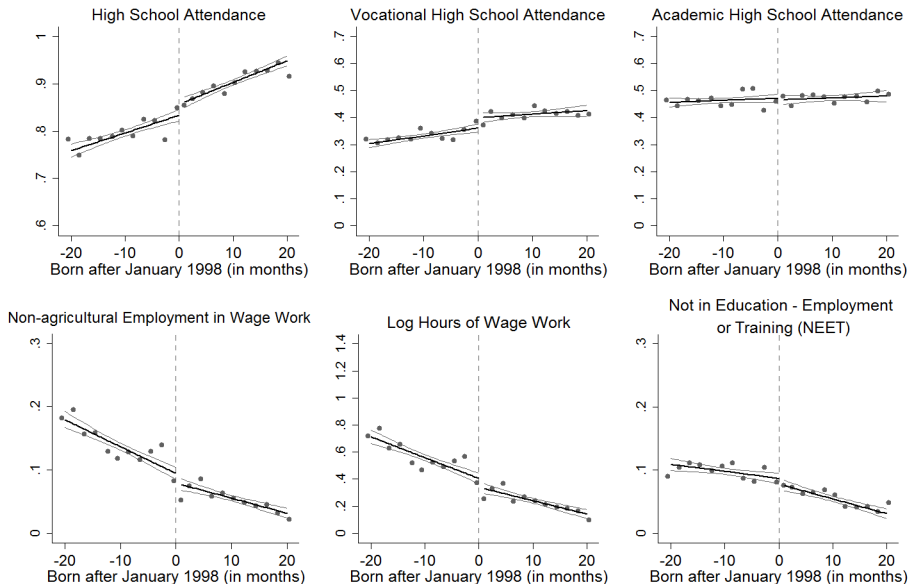 High School Attendance
1
.9
.8
.7
.6
-20 -10 0 10 20
Born after January 1998 (in months)
Vocational High School Attendance
.7
.6
.5
.4
.3
.2
.1
0
-20 -10 0 10 20
Born after January 1998 (in months)
Academic High School Attendance
.7
.6
.5
.4
.3
.2
.1
0
-20 -10 0 10 20
Born after January 1998 (in months)
Non-agricultural Employment in Wage Work
.3
.2
.1
0
-20 -10 0 10 20
Born after January 1998 (in months)
Log Hours of Wage Work
1.4
1.2
1
.8
.6
.4
.2
0
-20 -10 0 10 20
Born after January 1998 (in months)
Not in Education - Employment
or Training (NEET)
.3
.2
.1
0
-20 -10 0 10 20
Born after January 1998 (in months)